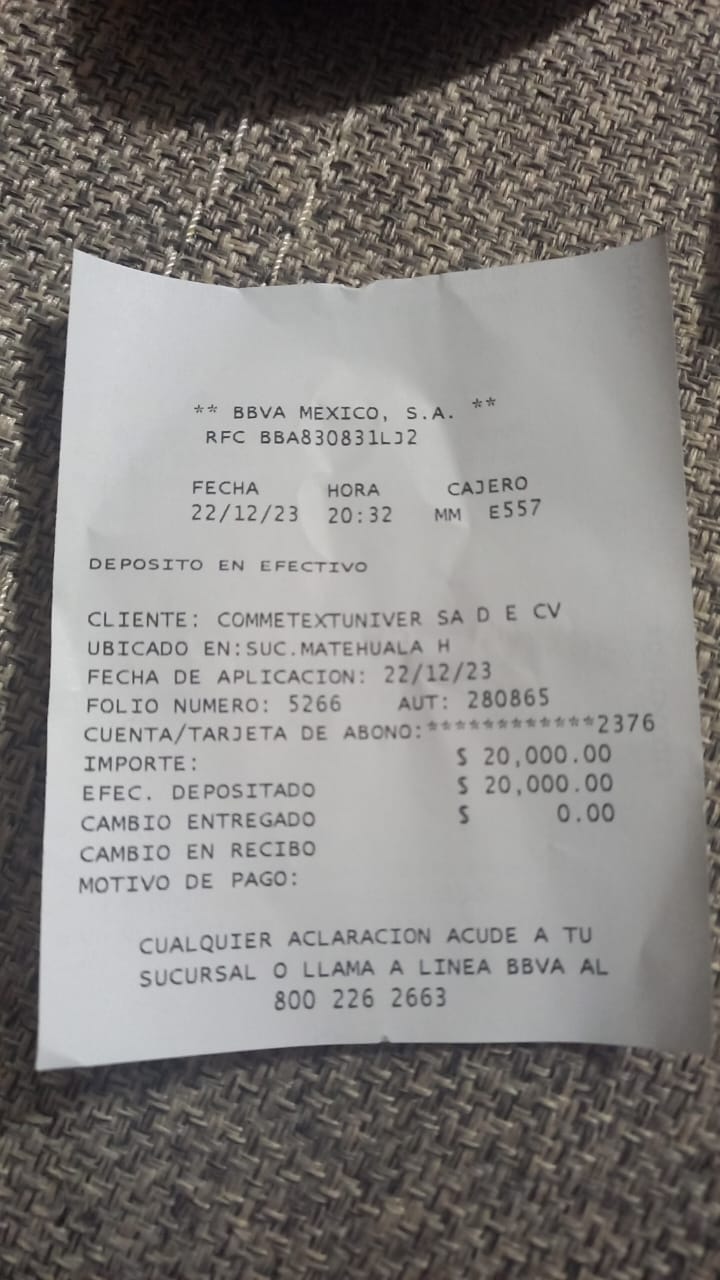 ** BBVA MEXICO, S.A. **
RFC BBA830831LJ2
FECHA HORA CAJERO
22/12/23 20:32 MM E557
DEPOSITO EN EFECTIVO
CLIENTE: COMMETEXTUNIVER SA D E CV
UBICADO EN:SUC.MATEHUALA H
FECHA DE APLICACION: 22/12/23
FOLIO NUMERO: 5266 AUT: 280865
CUENTA/TARJETA DE ABONO:************2376
IMPORTE: $ 20,000.00
EFEC. DEPOSITADO $ 20,000.00
CAMBIO ENTREGADO $ 0.00
CAMBIO EN RECIBO
MOTIVO DE PAGO:
CUALQUIER ACLARACION ACUDE A TU
SUCURSAL O LLAMA A LINEA BBVA AL
800 226 2663